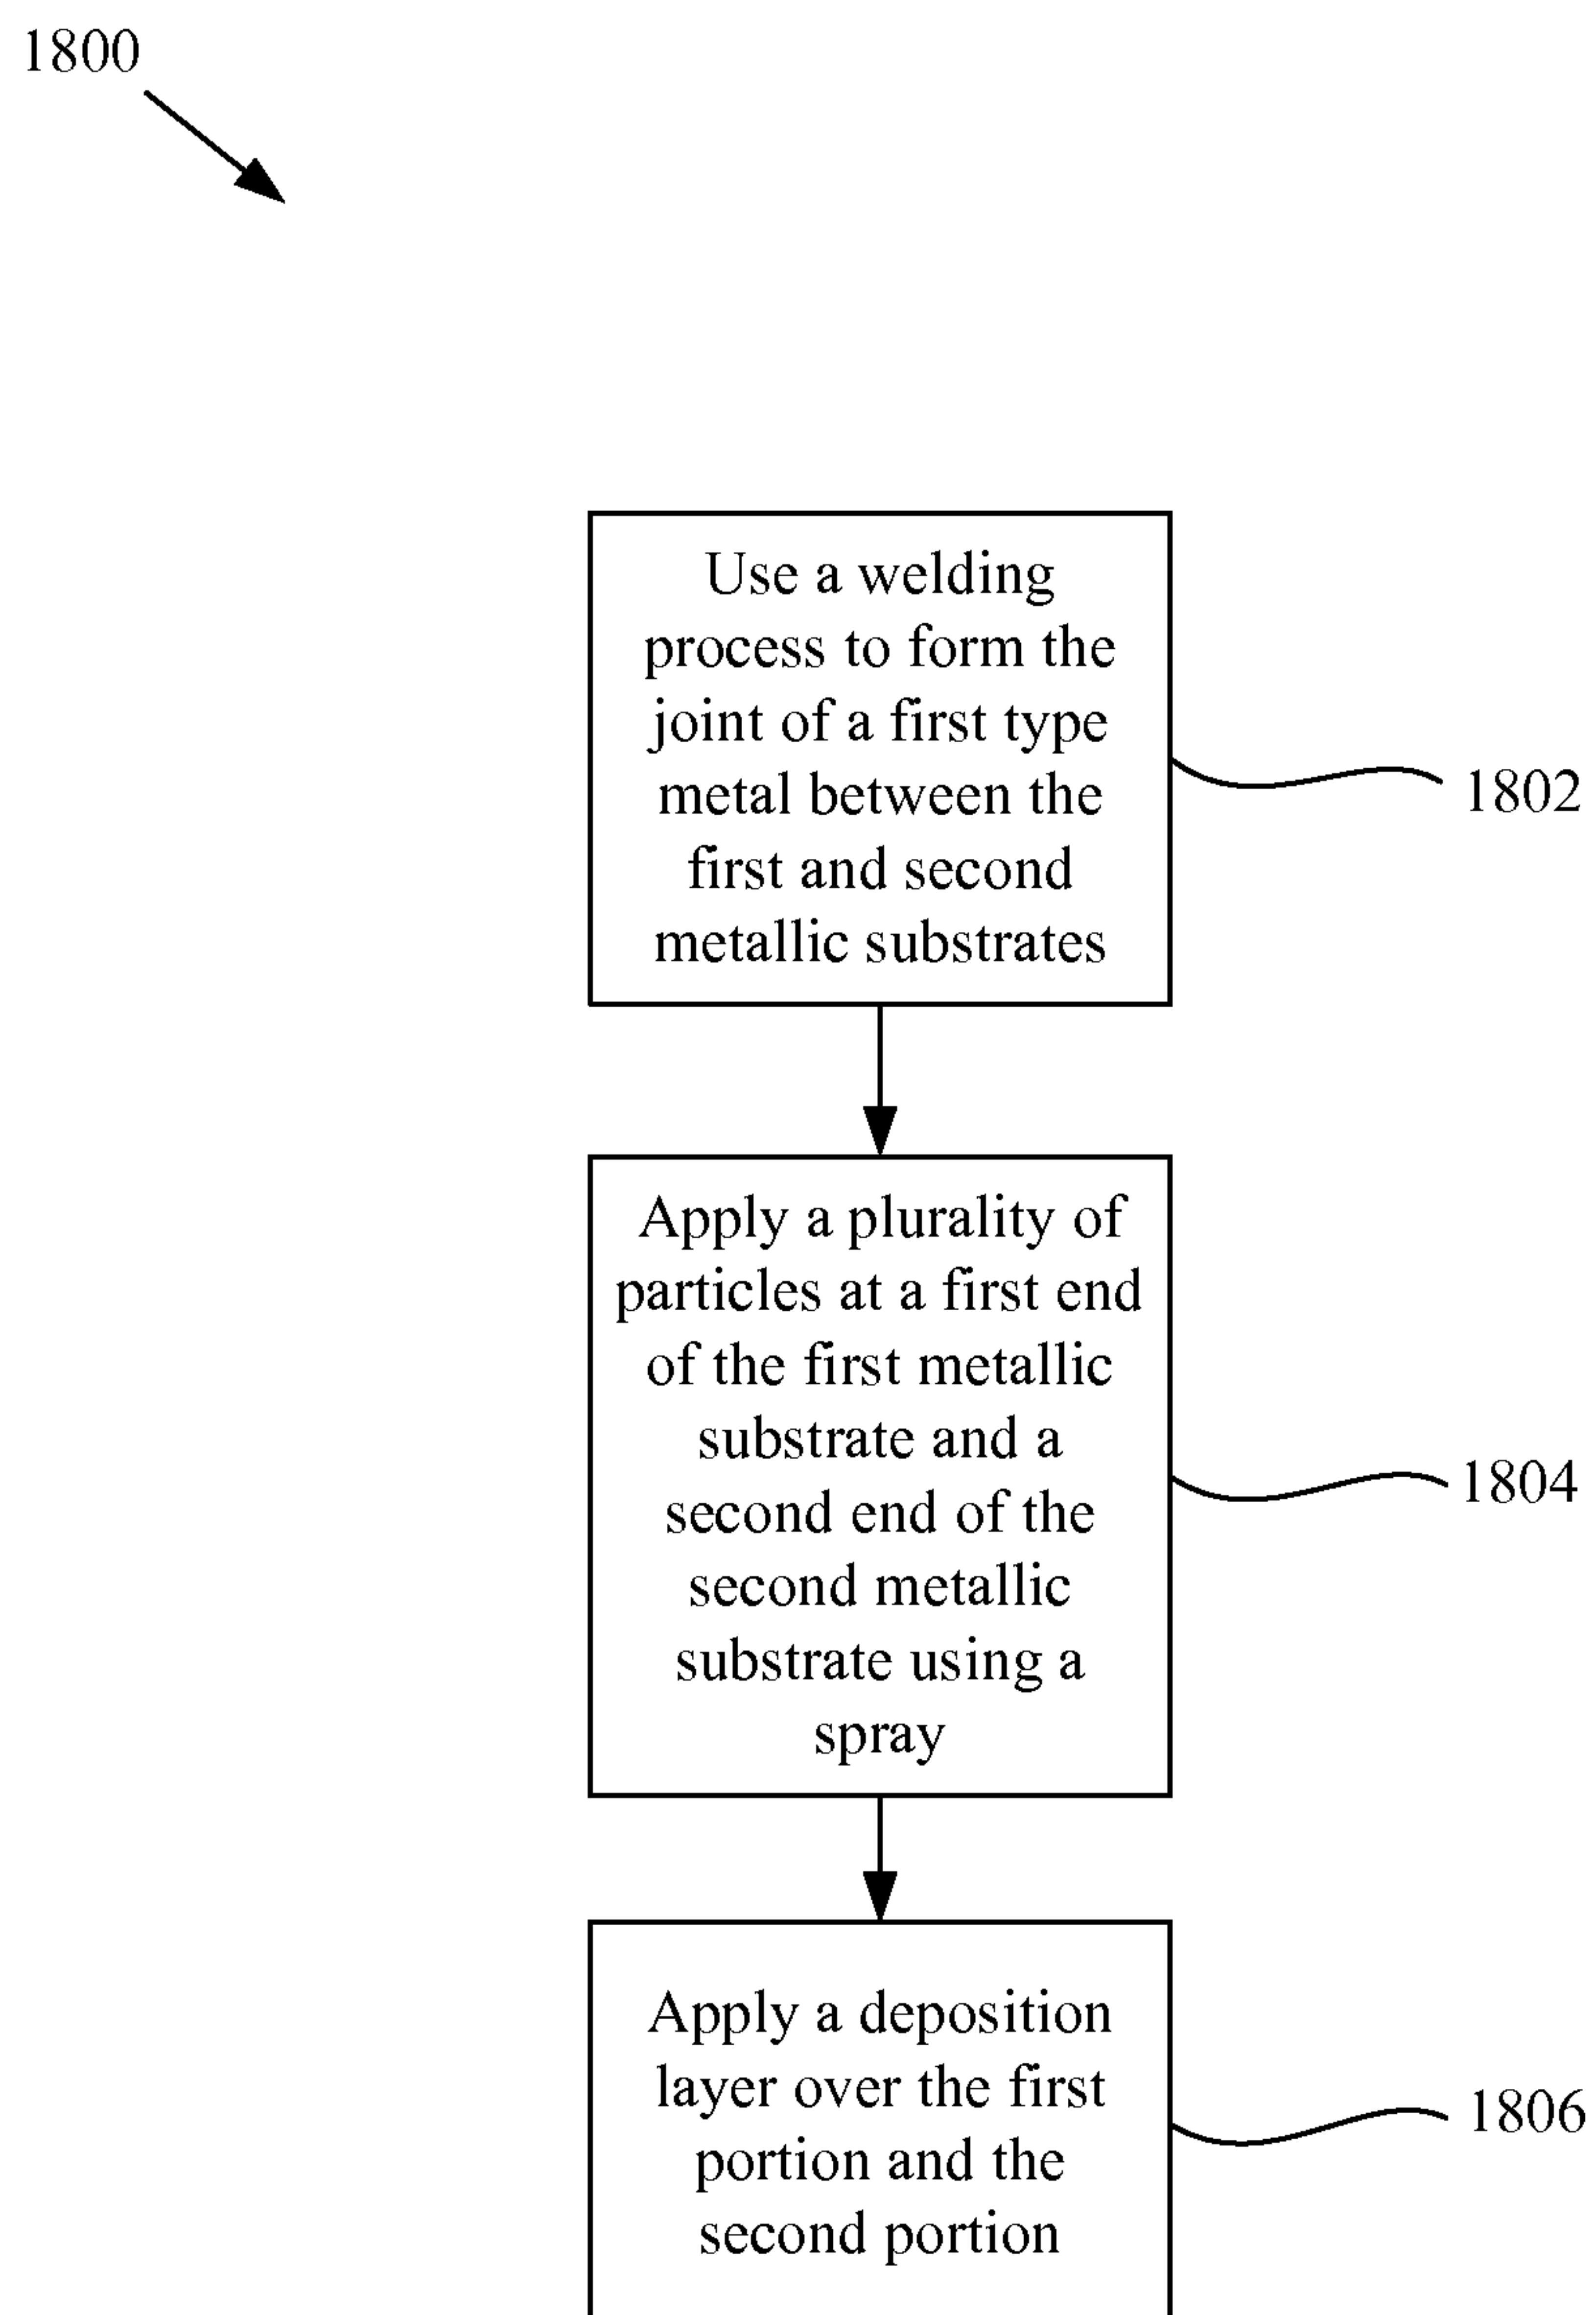 1800
Use a welding
process to form the
joint of a first type
metal between the
first and second
metallic substrates
1802
Apply a plurality of
particles at a first end
of the first metallic
substrate and a
second end of the
second metallic
substrate using a
spray
1804
Apply a deposition
layer over the first
portion and the
second portion
1806